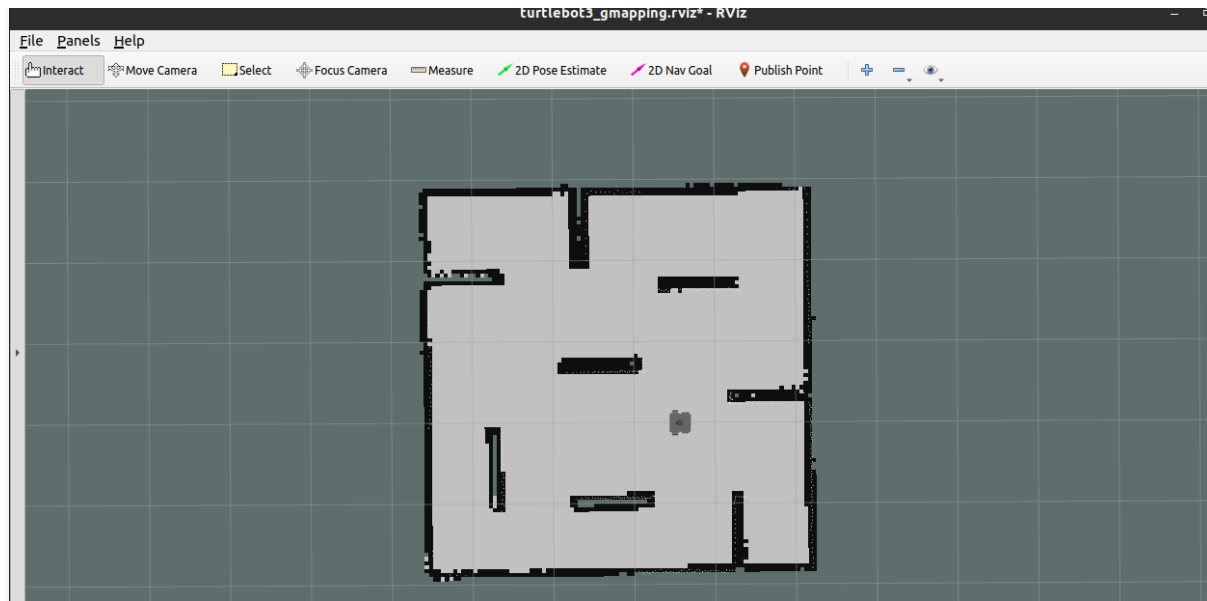 turtlebot3_gmapping.rviz* - RViz
File Panels Help
Interact Move Camera Select Focus Camera Measure 2D Pose Estimate 2D Nav Goal Publish Point